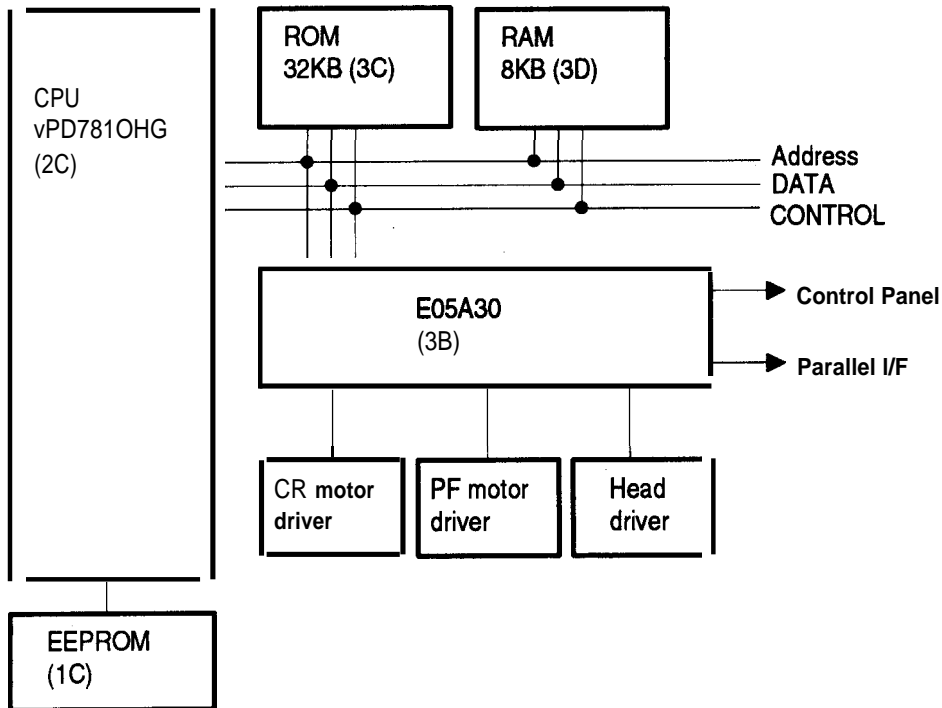 ROM
32KB (3C)
RAM
8KB (3D)
CPU
vPD781OHG
(2C)
Address
DATA
CONTROL
E05A30
(3B)
Control Panel
Parallel I/F
CR motor
driver
PF motor
driver
Head
driver
EEPROM
(1C)